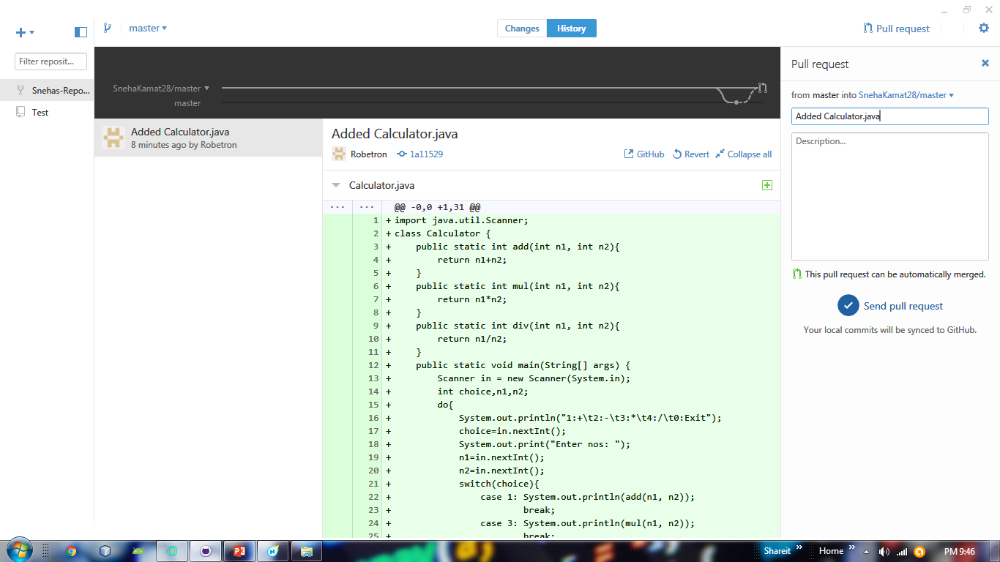 master
Changes
History
Pull request
Filter reposit...
Snehas-Repo...
Test
SnehaKamat28/master
master
Added Calculator.java
8 minutes ago by Robetron
Added Calculator.java
Robetron
1a11529
GitHub
Revert
Collapse all
Calculator.java
... ... @@ -0,0 +1,31 @@
1 + import java.util.Scanner;
2 + class Calculator {
3 +     public static int add(int n1, int n2){
4 +         return n1+n2;
5 +     }
6 +     public static int mul(int n1, int n2){
7 +         return n1*n2;
8 +     }
9 +     public static int div(int n1, int n2){
10 +         return n1/n2;
11 +     }
12 +     public static void main(String[] args) {
13 +         Scanner in = new Scanner(System.in);
14 +         int choice,n1,n2;
15 +         do{
16 +             System.out.println("1:+\t2:-\t3:*\t4:/\t0:Exit");
17 +             choice=in.nextInt();
18 +             System.out.print("Enter nos: ");
19 +             n1=in.nextInt();
20 +             n2=in.nextInt();
21 +             switch(choice){
22 +                 case 1: System.out.println(add(n1, n2));
23 +                         break;
24 +                 case 3: System.out.println(mul(n1, n2));
25 +                         break;
Pull request
from master into SnehaKamat28/master
Added Calculator.java
Description...
This pull request can be automatically merged.
Send pull request
Your local commits will be synced to GitHub.
Shareit
Home
PM 9:46